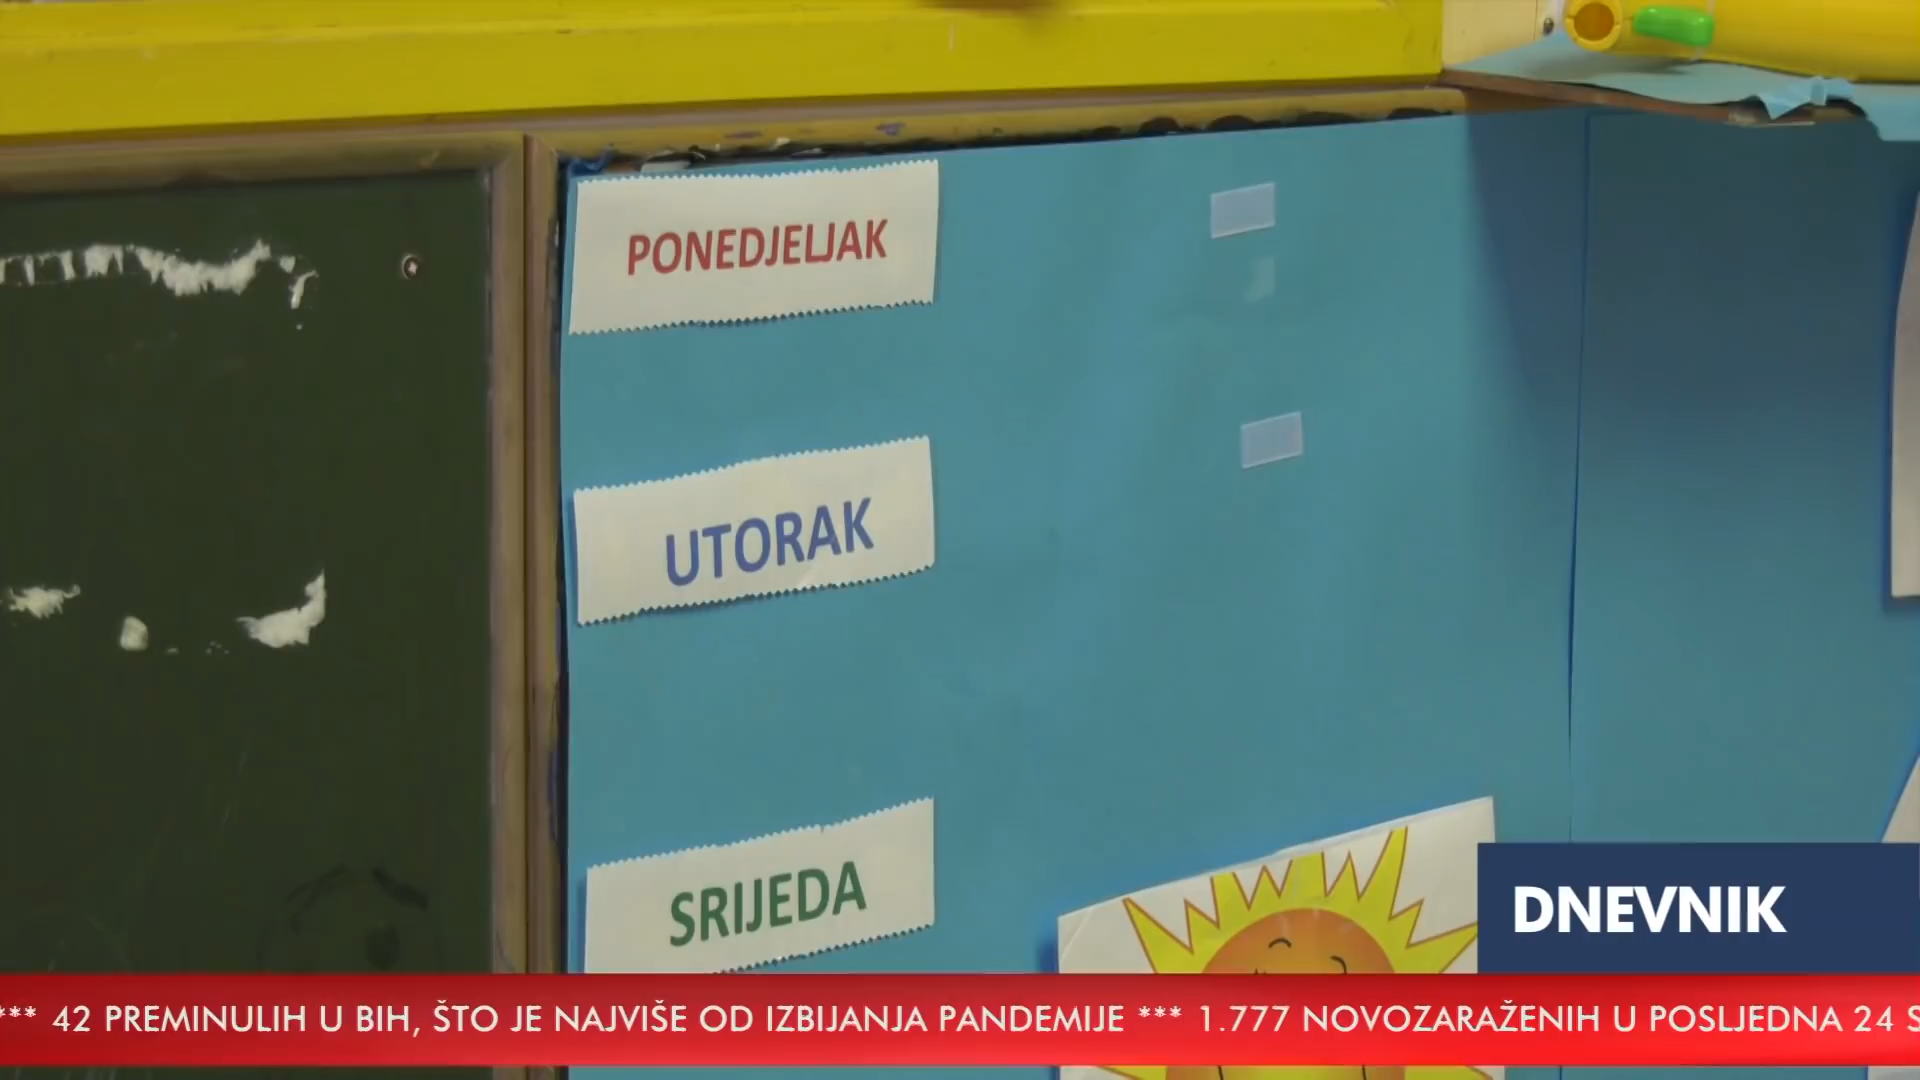 PONEDJELJAK
UTORAK
SRIJEDA
DNEVNIK
*** 42 PREMINULIH U BIH, ŠTO JE NAJVIŠE OD IZBIJANJA PANDEMIJE *** 1.777 NOVOZARAŽENIH U POSLJEDNA 24 S